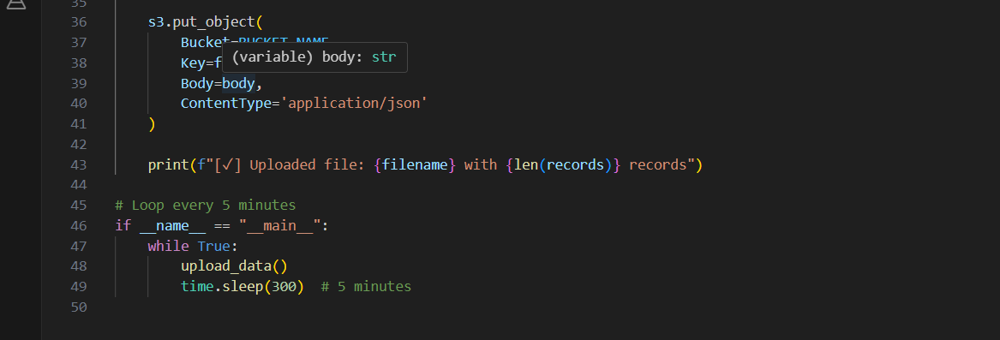 35
36 s3.put_object(
37 Bucket=BUCKET_NAME,
(variable) body: str
38 Key=f
39 Body=body,
40 ContentType='application/json'
41 )
42
43 print(f"[✓] Uploaded file: {filename} with {len(records)} records")
44
45 # Loop every 5 minutes
46 if __name__ == "__main__":
47 while True:
48 upload_data()
49 time.sleep(300)  # 5 minutes
50